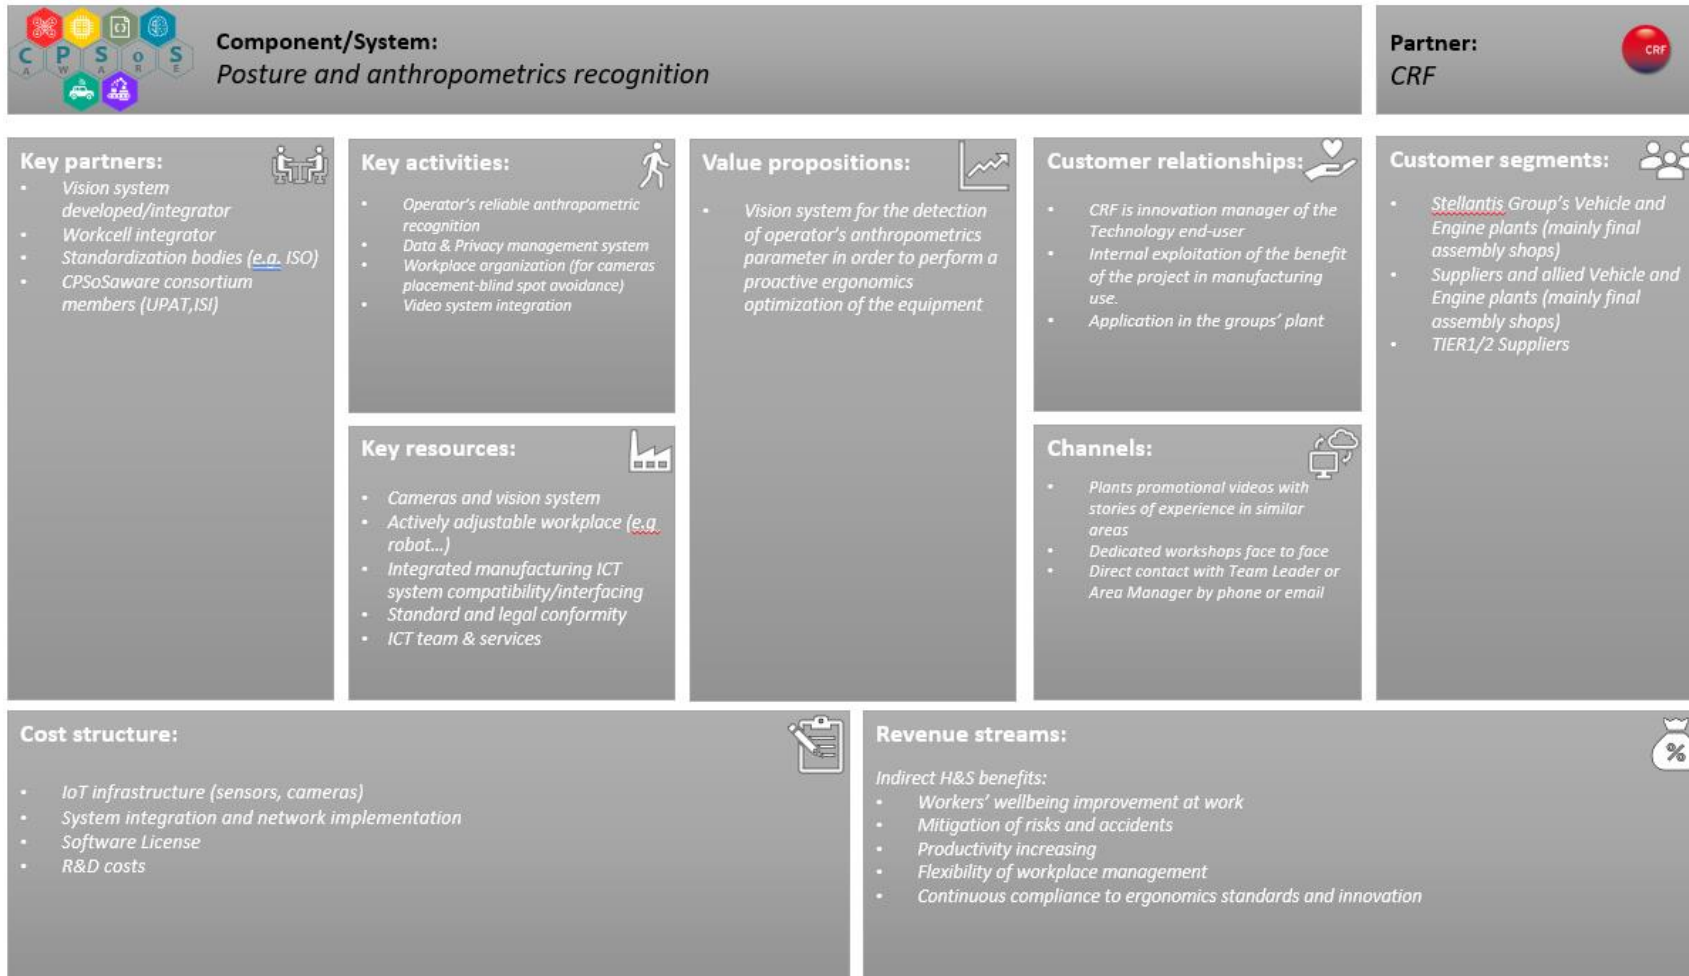 C P S o S
A W A R E
Component/System:
Posture and anthropometrics recognition
Partner:
CRF
CRF
Key partners:
• Vision system
developed/integrator
• Workcell integrator
• Standardization bodies (e.g. ISO)
• CPSoSaware consortium
members (UPAT,ISI)
Key activities:
• Operator's reliable anthropometric
recognition
• Data & Privacy management system
• Workplace organization (for cameras
placement-blind spot avoidance)
• Video system integration
Key resources:
• Cameras and vision system
• Actively adjustable workplace (e.g
robot...)
• Integrated manufacturing ICT
system compatibility/interfacing
• Standard and legal conformity
• ICT team & services
Value propositions:
• Vision system for the detection
of operator's anthropometrics
parameter in order to perform a
proactive ergonomics
optimization of the equipment
Customer relationships:
• CRF is innovation manager of the
Technology end-user
• Internal exploitation of the benefit
of the project in manufacturing
use.
• Application in the groups' plant
Channels:
• Plants promotional videos with
stories of experience in similar
areas
• Dedicated workshops face to face
• Direct contact with Team Leader or
Area Manager by phone or email
Customer segments:
• Stellantis Group's Vehicle and
Engine plants (mainly final
assembly shops)
• Suppliers and allied Vehicle and
Engine plants (mainly final
assembly shops)
• TIER1/2 Suppliers
Cost structure:
• IoT infrastructure (sensors, cameras)
• System integration and network implementation
• Software License
• R&D costs
Revenue streams:
Indirect H&S benefits:
• Workers' wellbeing improvement at work
• Mitigation of risks and accidents
• Productivity increasing
• Flexibility of workplace management
• Continuous compliance to ergonomics standards and innovation
%